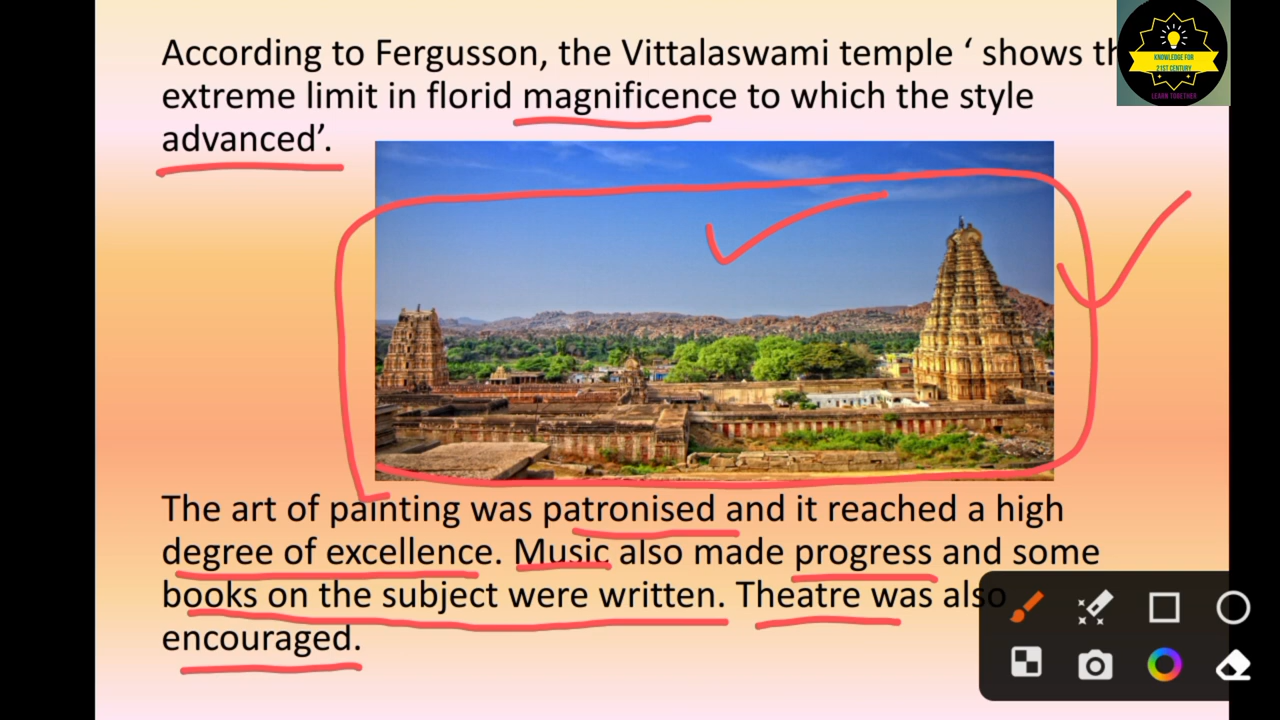 According to Fergusson, the Vittalaswami temple ‘ shows
extreme limit in florid magnificence to which the style
advanced’.
KNOWLEDGE FOR
21ST CENTURY
LEARN TOGETHER
The art of painting was patronised and it reached a high
degree of excellence. Music also made progress and some
books on the subject were written. Theatre was also
encouraged.